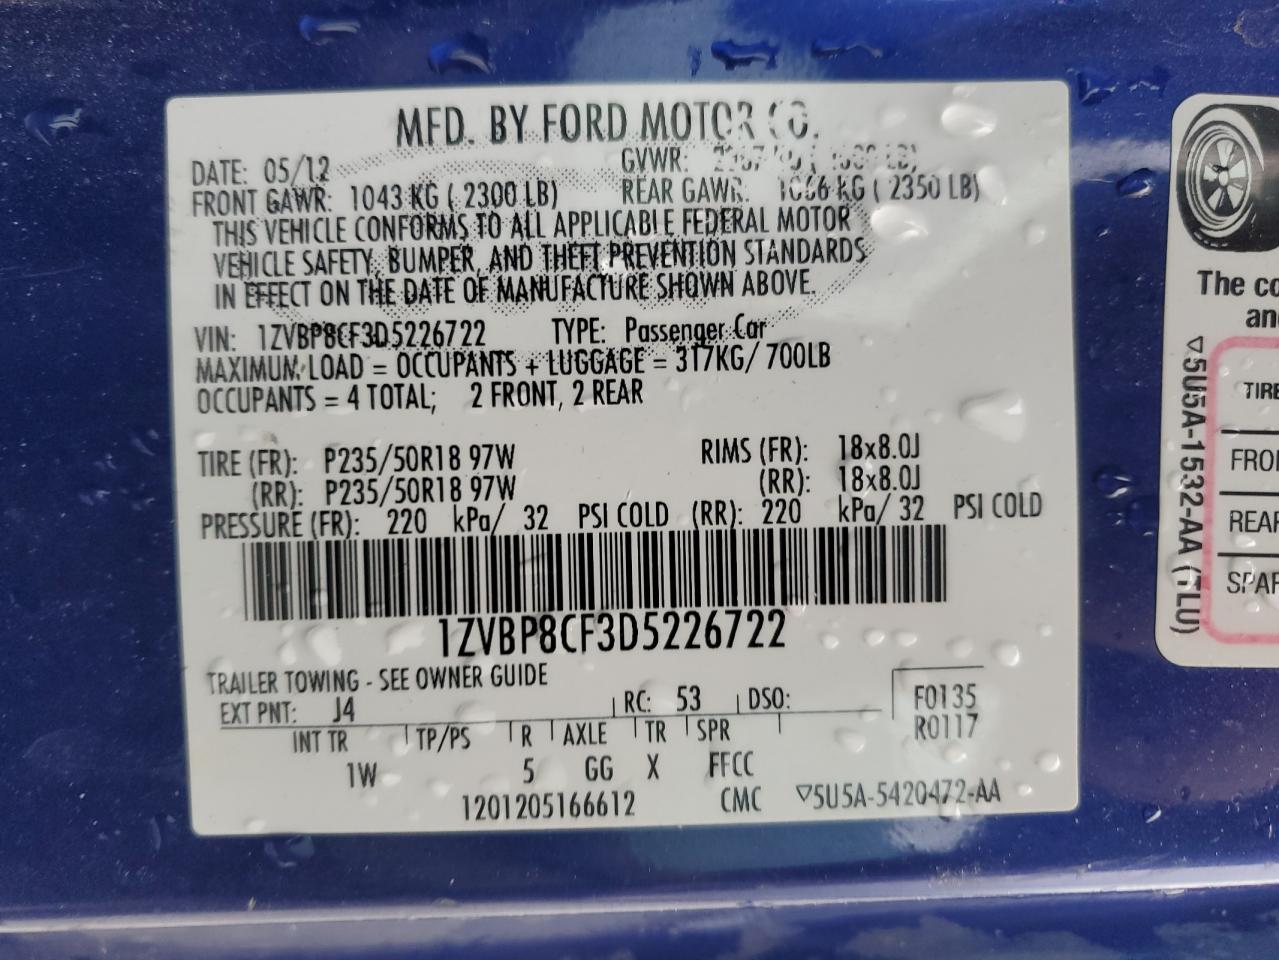 MFD. BY FORD MOTOR CO.
DATE: 05/12 GVWR:
FRONT GAWR: 1043 KG ( 2300 LB) REAR GAWR: 1066 KG ( 2350 LB)
THIS VEHICLE CONFORMS TO ALL APPLICABLE FEDERAL MOTOR
VEHICLE SAFETY, BUMPER, AND THEFT PREVENTION STANDARDS
IN EFFECT ON THE DATE OF MANUFACTURE SHOWN ABOVE.
VIN: 1ZVBP8CF3D5226722 TYPE: Passenger Car
MAXIMUM LOAD = OCCUPANTS + LUGGAGE = 317KG/ 700LB
OCCUPANTS = 4 TOTAL; 2 FRONT, 2 REAR
TIRE (FR): P235/50R18 97W RIMS (FR): 18x8.0J
(RR): P235/50R18 97W (RR): 18x8.0J
PRESSURE (FR): 220 kPa/ 32 PSI COLD (RR): 220 kPa/ 32 PSI COLD
1ZVBP8CF3D5226722
TRAILER TOWING - SEE OWNER GUIDE
EXT PNT: J4 RC: 53 DSO: F0135
R0117
INT TR TP/PS R AXLE TR SPR
1W 5 GG X FFCC
1201205166612 CMC ▽5U5A-5420472-AA
The co
an
▽5U5A-1532-AA (TLU)
TIRE
FRO
REAR
SPAR